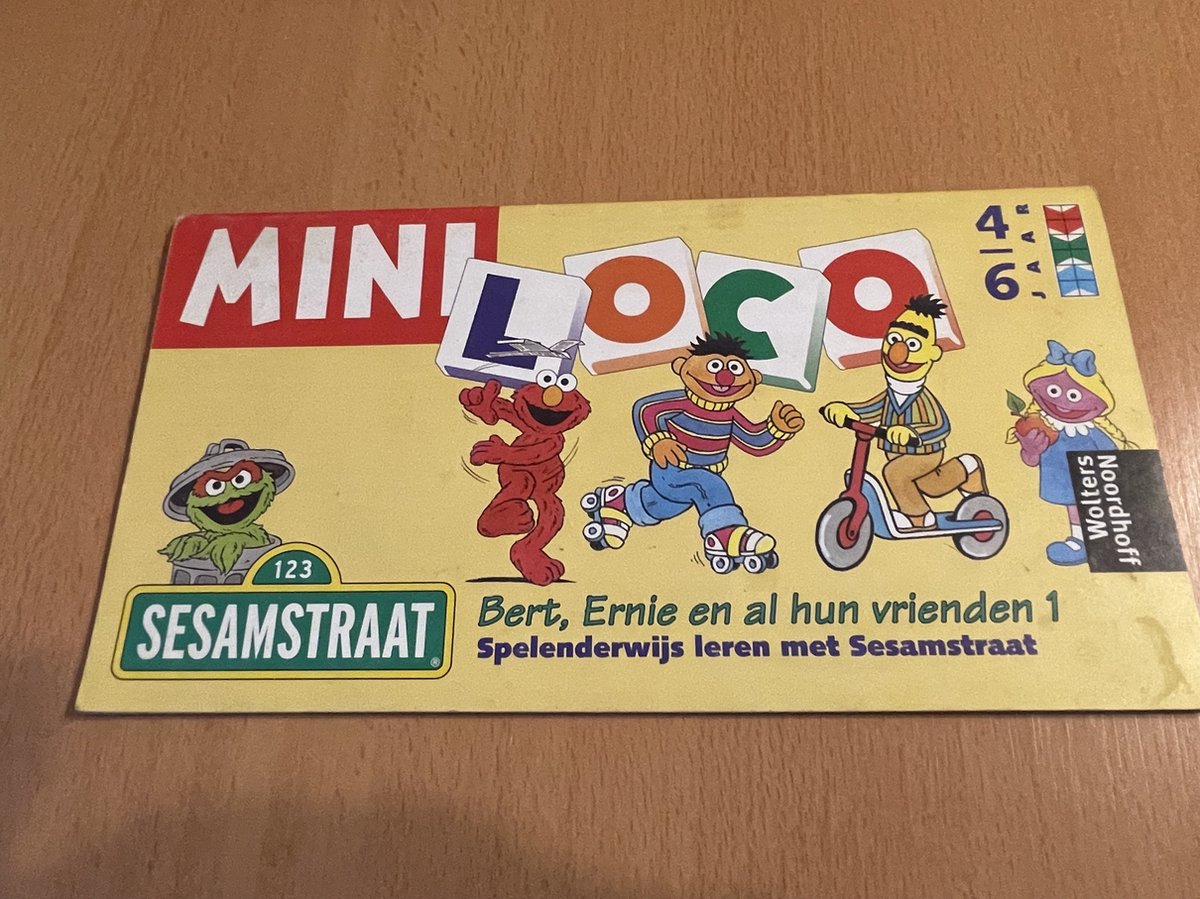 MINI LOCO
4
6
JAAR
123
SESAMSTRAAT
®
Bert, Ernie en al hun vrienden 1
Spelenderwijs leren met Sesamstraat
Wolters
Noordhoff